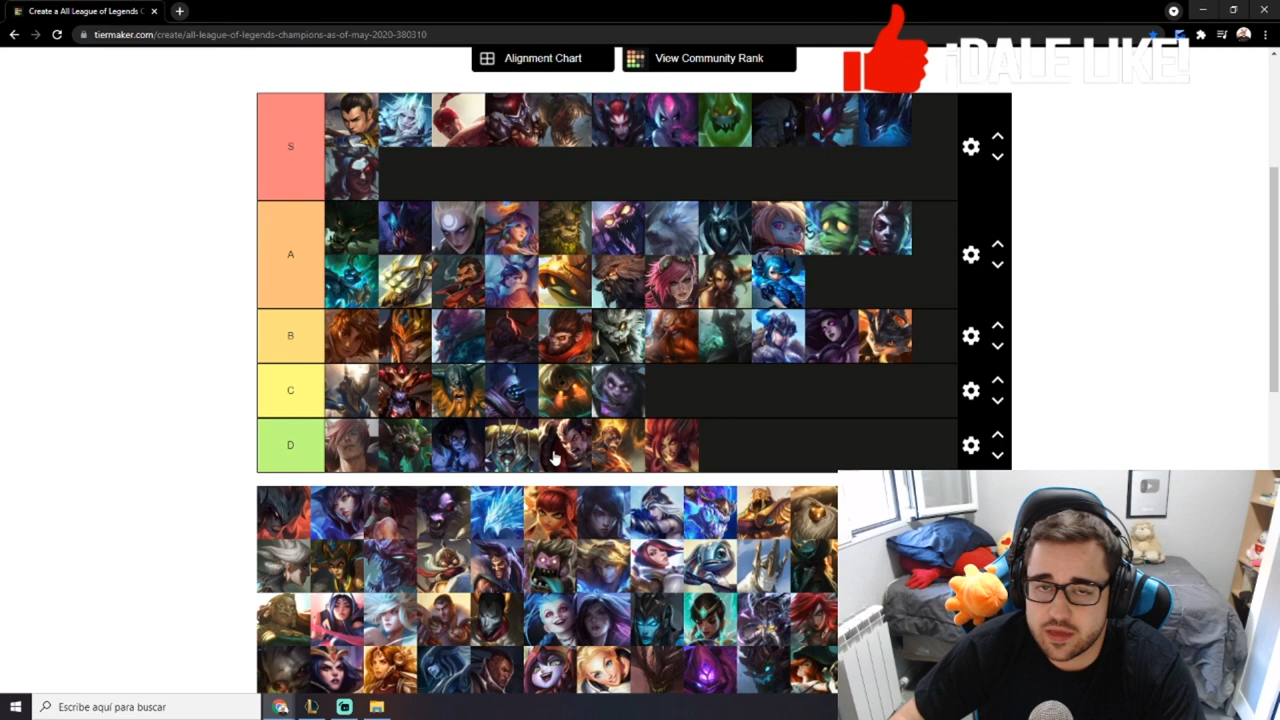 Create a All League of Legends C
tiermaker.com/create/all-league-of-legends-champions-as-of-may-2020-380310
¡DALE LIKE!
Alignment Chart
View Community Rank
S
A
B
C
D
Escribe aquí para buscar